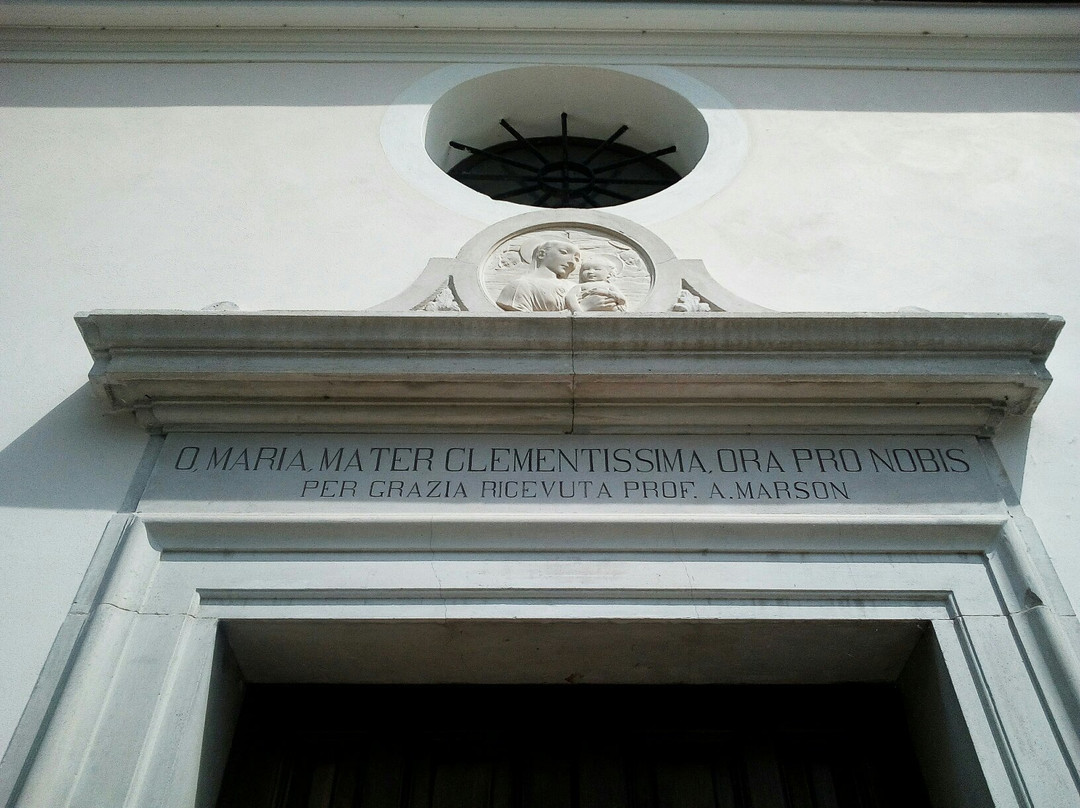 O, MARIA, MATER CLEMENTISSIMA, ORA PRO NOBIS
PER GRAZIA RICEVUTA PROF. A. MARSON